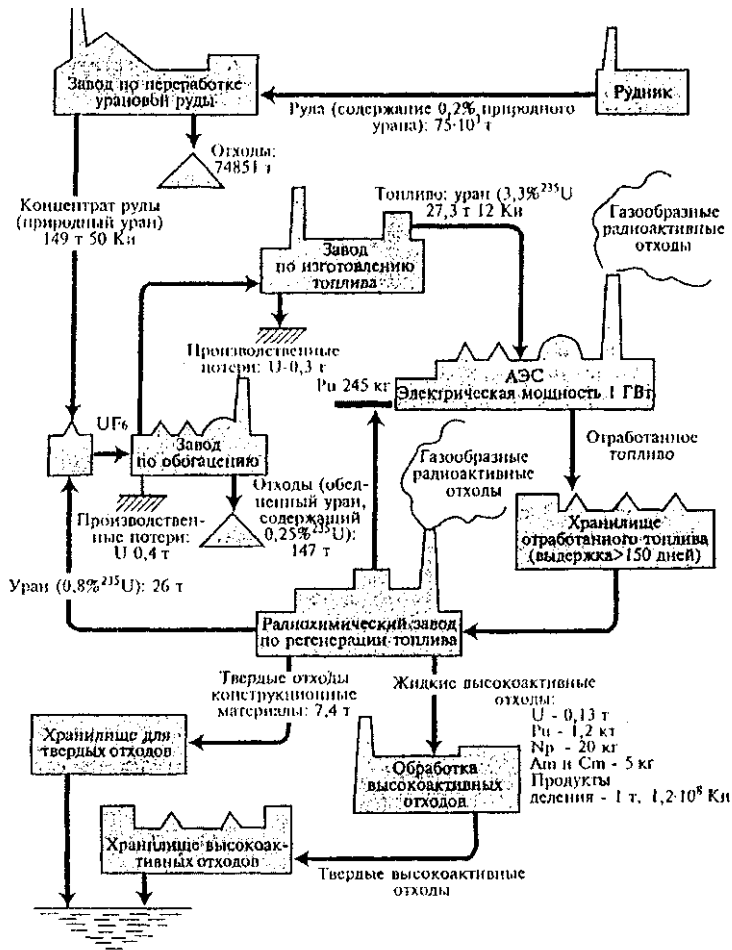 Завод по переработке
урановой руды
Рудник
Руда (содержание 0,2% природного
урана): 75·10³ т
Отходы:
74851 т
Концентрат руды
(природный уран)
149 т 50 Ки
Топливо: уран (3,3%²³⁵U
27,3 т 12 Ки
Газообразные
радиоактивные
отходы
Завод
по изготовлению
топлива
Производственные
потери: U-0,3 т
Pu 245 кг
АЭС
Электрическая мощность 1 ГВт
UF₆
Завод
по обогащению
Отработанное
топливо
Отходы (обед-
ненный уран,
содержащий
0,25%²³⁵U):
147 т
Газообразные
радиоактивные
отходы
Производствен-
ные потери:
U 0,4 т
Хранилище
отработанного топлива
(выдержка>150 дней)
Уран (0,8%²³⁵U): 26 т
Радиохимический завод
по регенерации топлива
Твердые отходы
конструкционные
материалы: 7,4 т
Жидкие высокоактивные
отходы:
U - 0,13 т
Pu - 1,2 кг
Np - 20 кг
Am и Cm - 5 кг
Продукты
деления - 1 т, 1,2·10⁸ Ки
Хранилище для
твердых отходов
Обработка
высокоактивных
отходов
Хранилище высокоак-
тивных отходов
Твердые высокоактивные
отходы